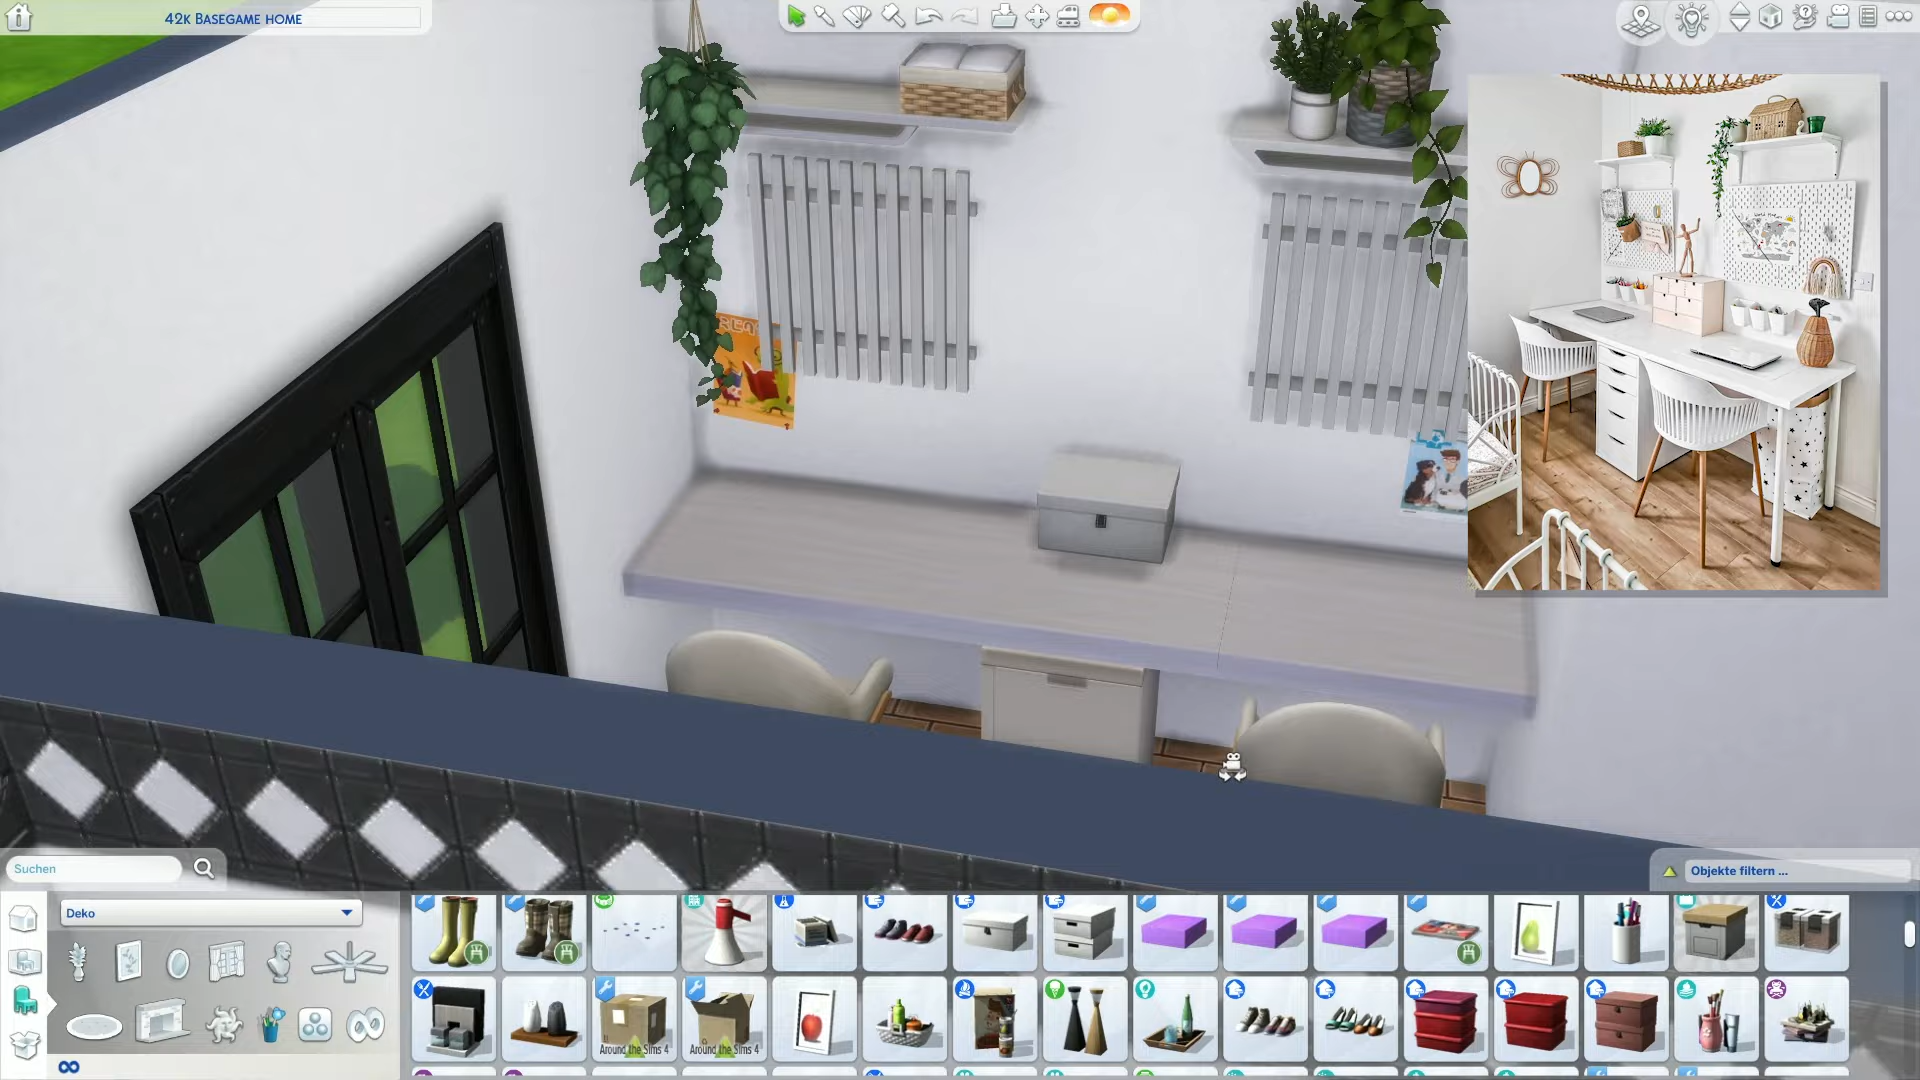 42k Basegame home
Suchen
Objekte filtern ...
Deko
Around the Sims 4
Around the Sims 4